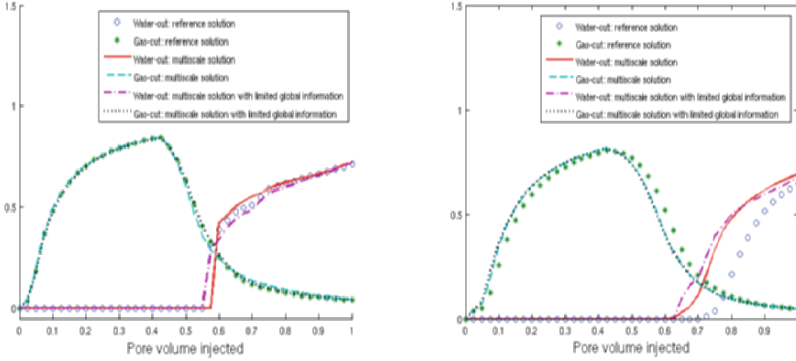 1.5
1
0.5
0
Water-cut: reference solution
Gas-cut: reference solution
Water-cut: multiscale solution
Gas-cut: multiscale solution
Water-cut: multiscale solution with limited global information
Gas-cut: multiscale solution with limited global information
0 0.1 0.2 0.3 0.4 0.5 0.6 0.7 0.8 0.9 1
Pore volume injected
1.5
1
0.5
0
Water-cut: reference solution
Gas-cut: reference solution
Water-cut: multiscale solution
Gas-cut: multiscale solution
Water-cut: multiscale solution with limited global information
Gas-cut: multiscale solution with limited global information
0 0.1 0.2 0.3 0.4 0.5 0.6 0.7 0.8 0.9
Pore volume injected